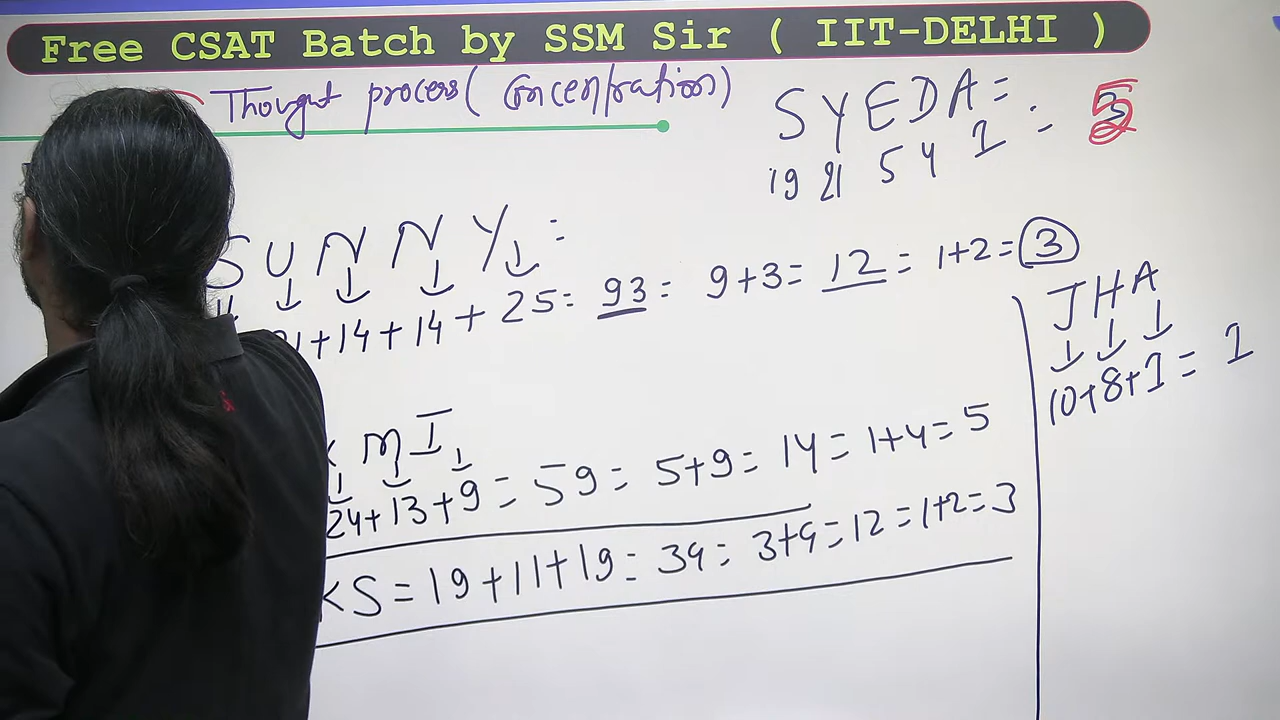 Free CSAT Batch by SSM Sir ( IIT-DELHI )
Thought process( Concentration)
SYEDA = :
19 21 5 4 1
SUNNY :
+14+14 + 25= 93 = 9+3= 12 = 1+2= 3
JHA
10+8+1 = 1
MI
24+13+9 = 59 = 5+9= 14 = 1+4= 5
KS = 19+11+19 = 39 = 3+9 = 12 = 1+2 = 3